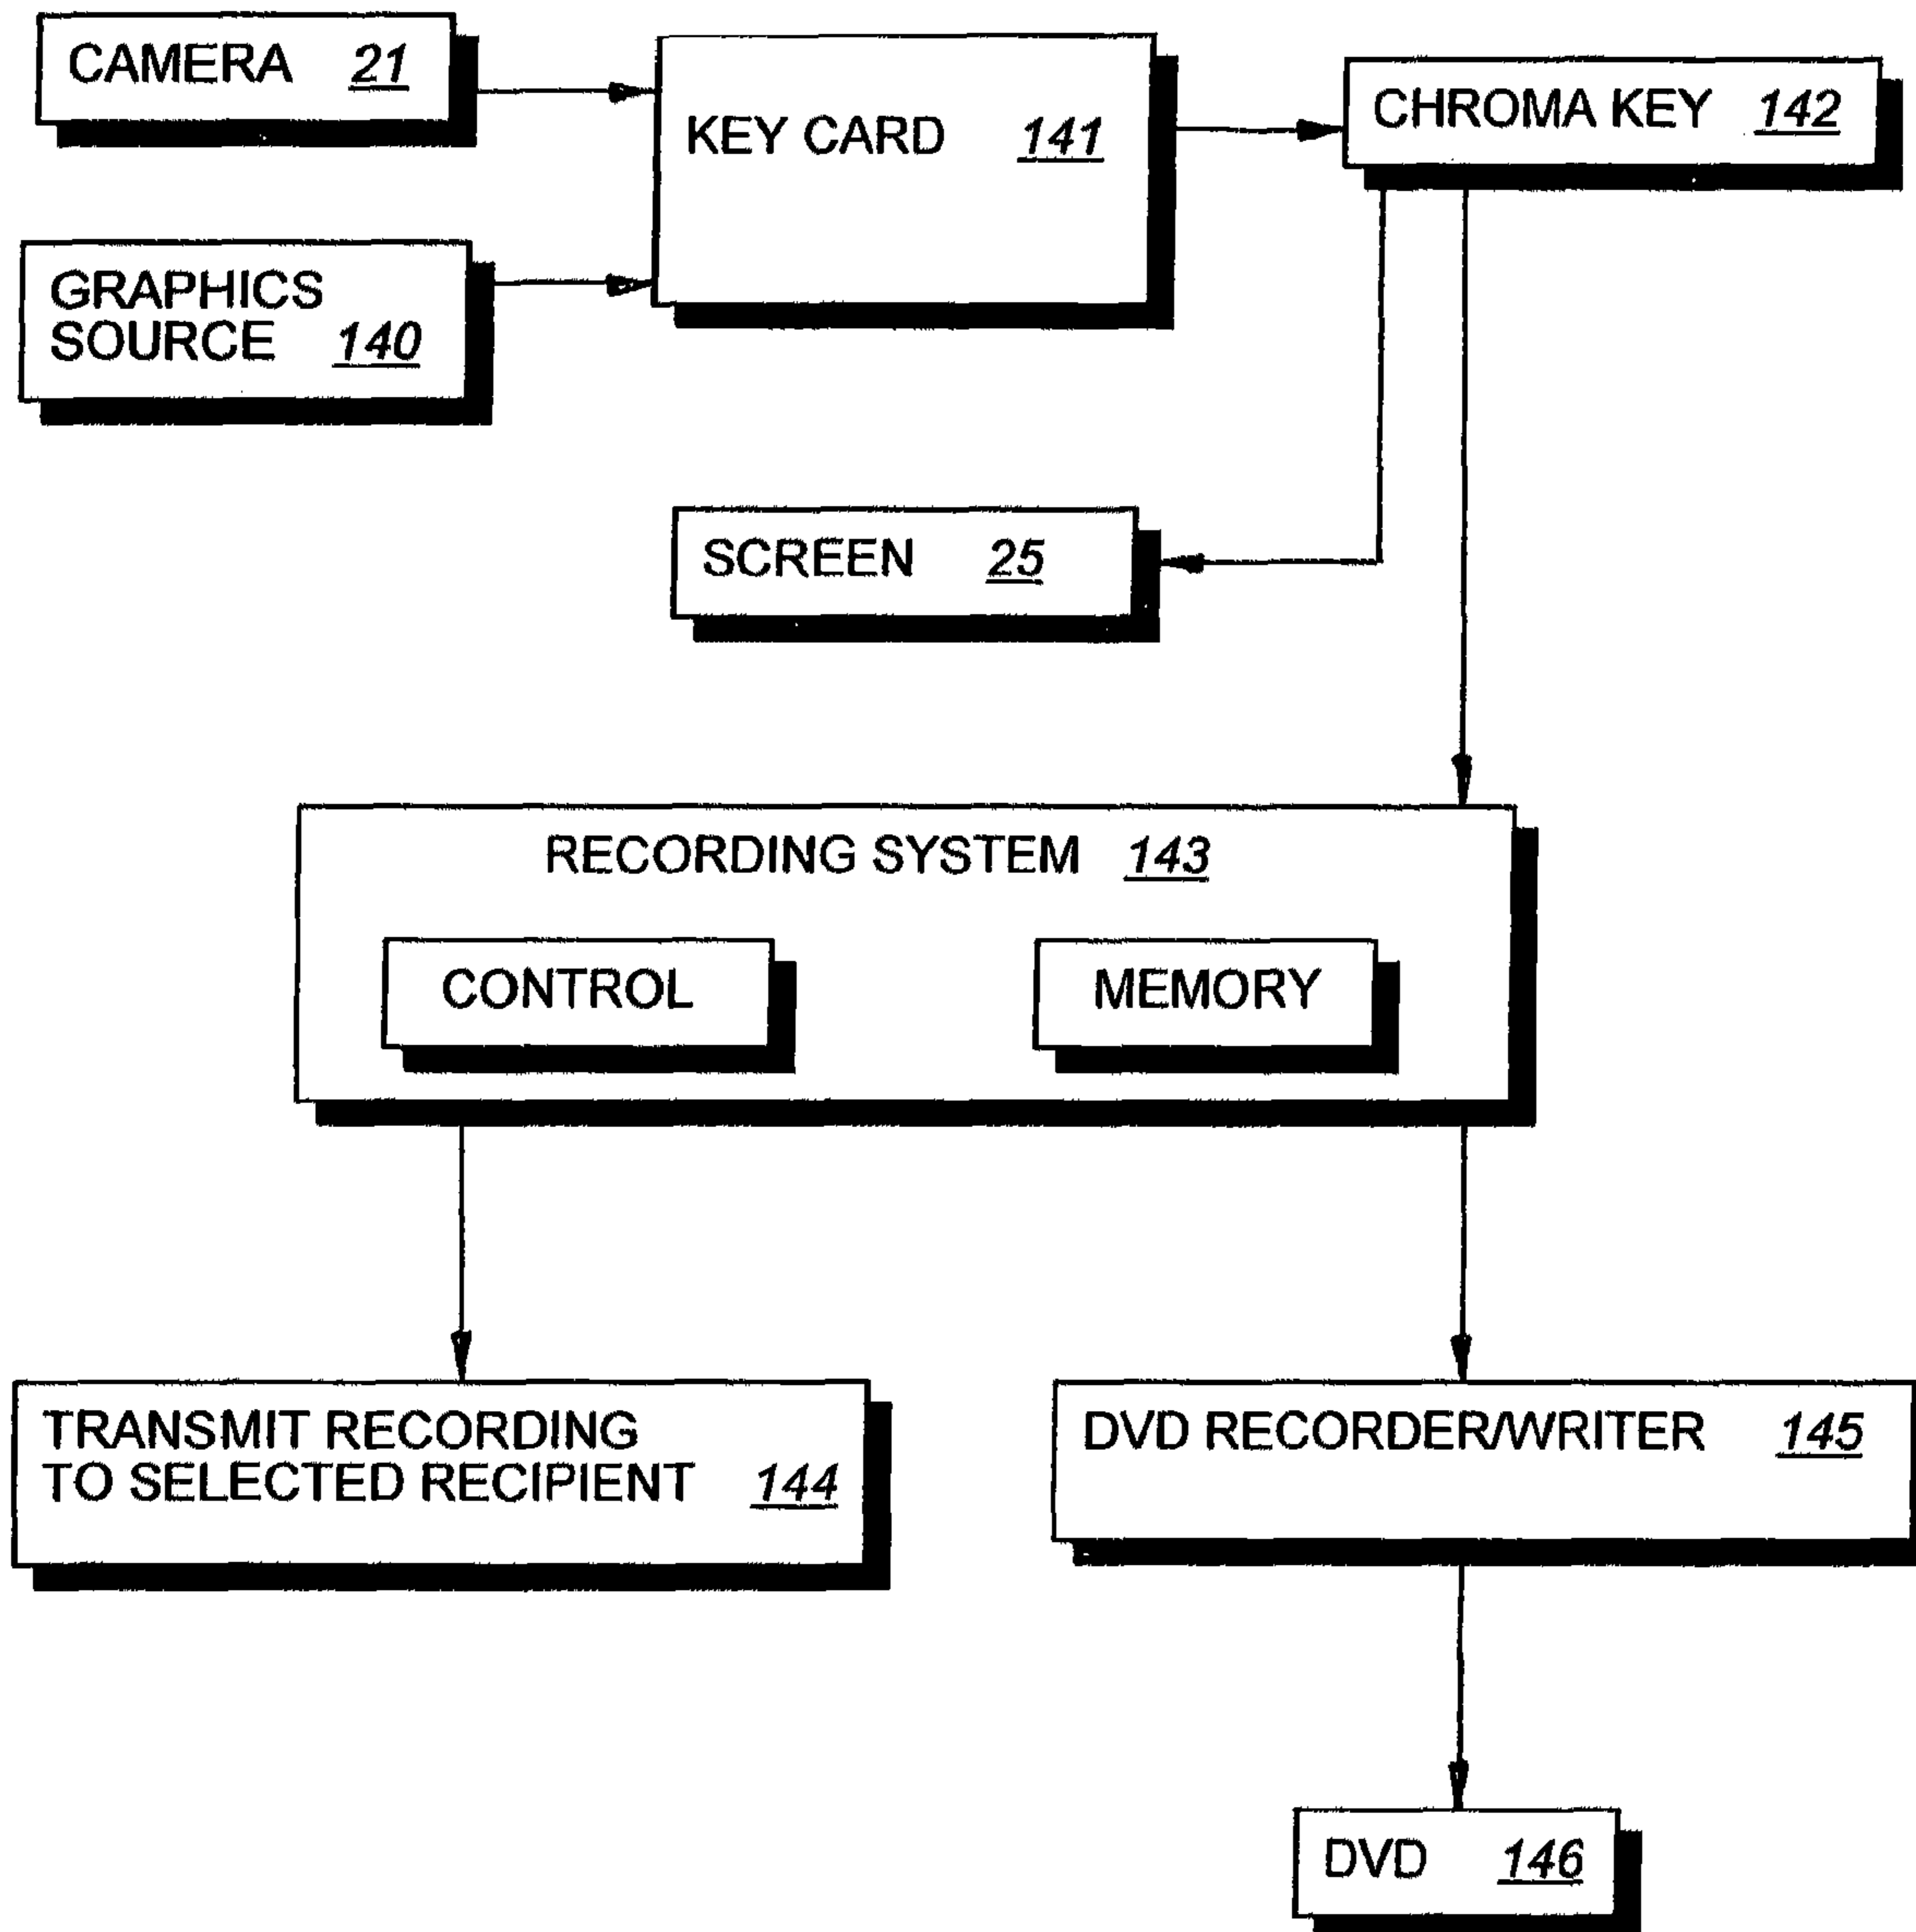 CAMERA 21
KEY CARD 141
CHROMA KEY 142
GRAPHICS
SOURCE 140
SCREEN 25
RECORDING SYSTEM 143
CONTROL
MEMORY
TRANSMIT RECORDING
TO SELECTED RECIPIENT 144
DVD RECORDER/WRITER 145
DVD 146